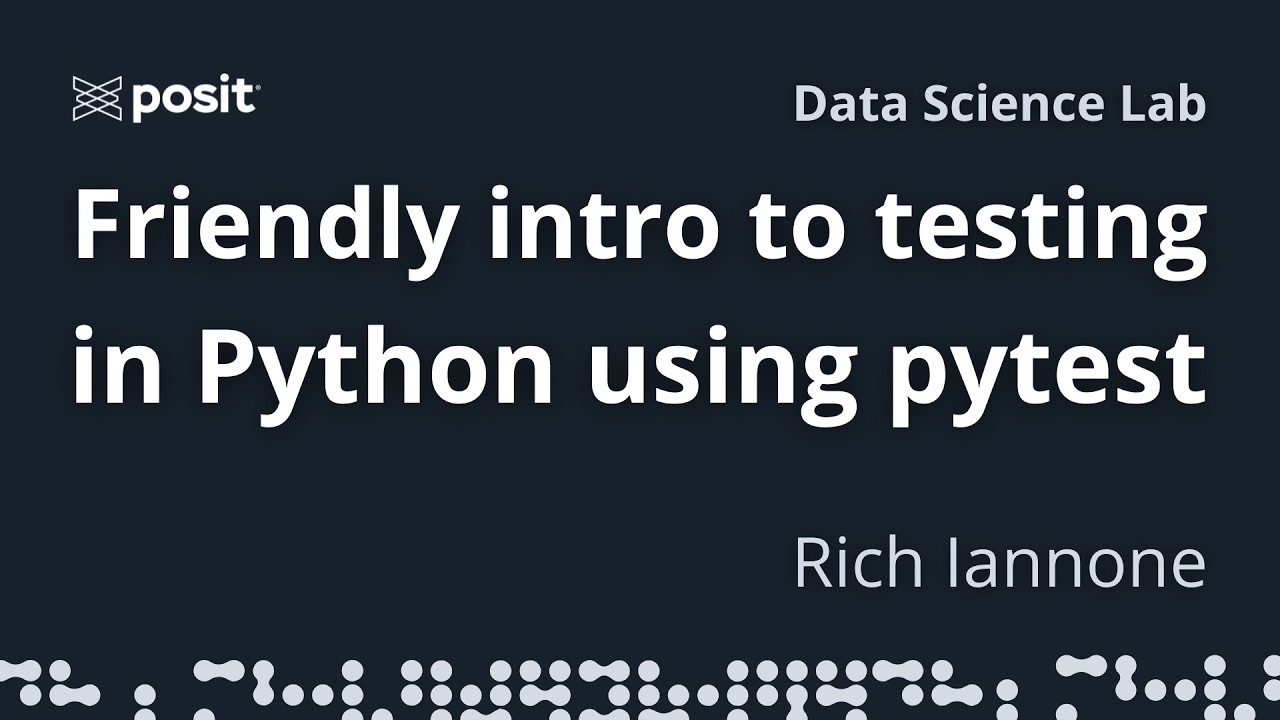 posit
Data Science Lab
Friendly intro to testing
in Python using pytest
Rich Iannone